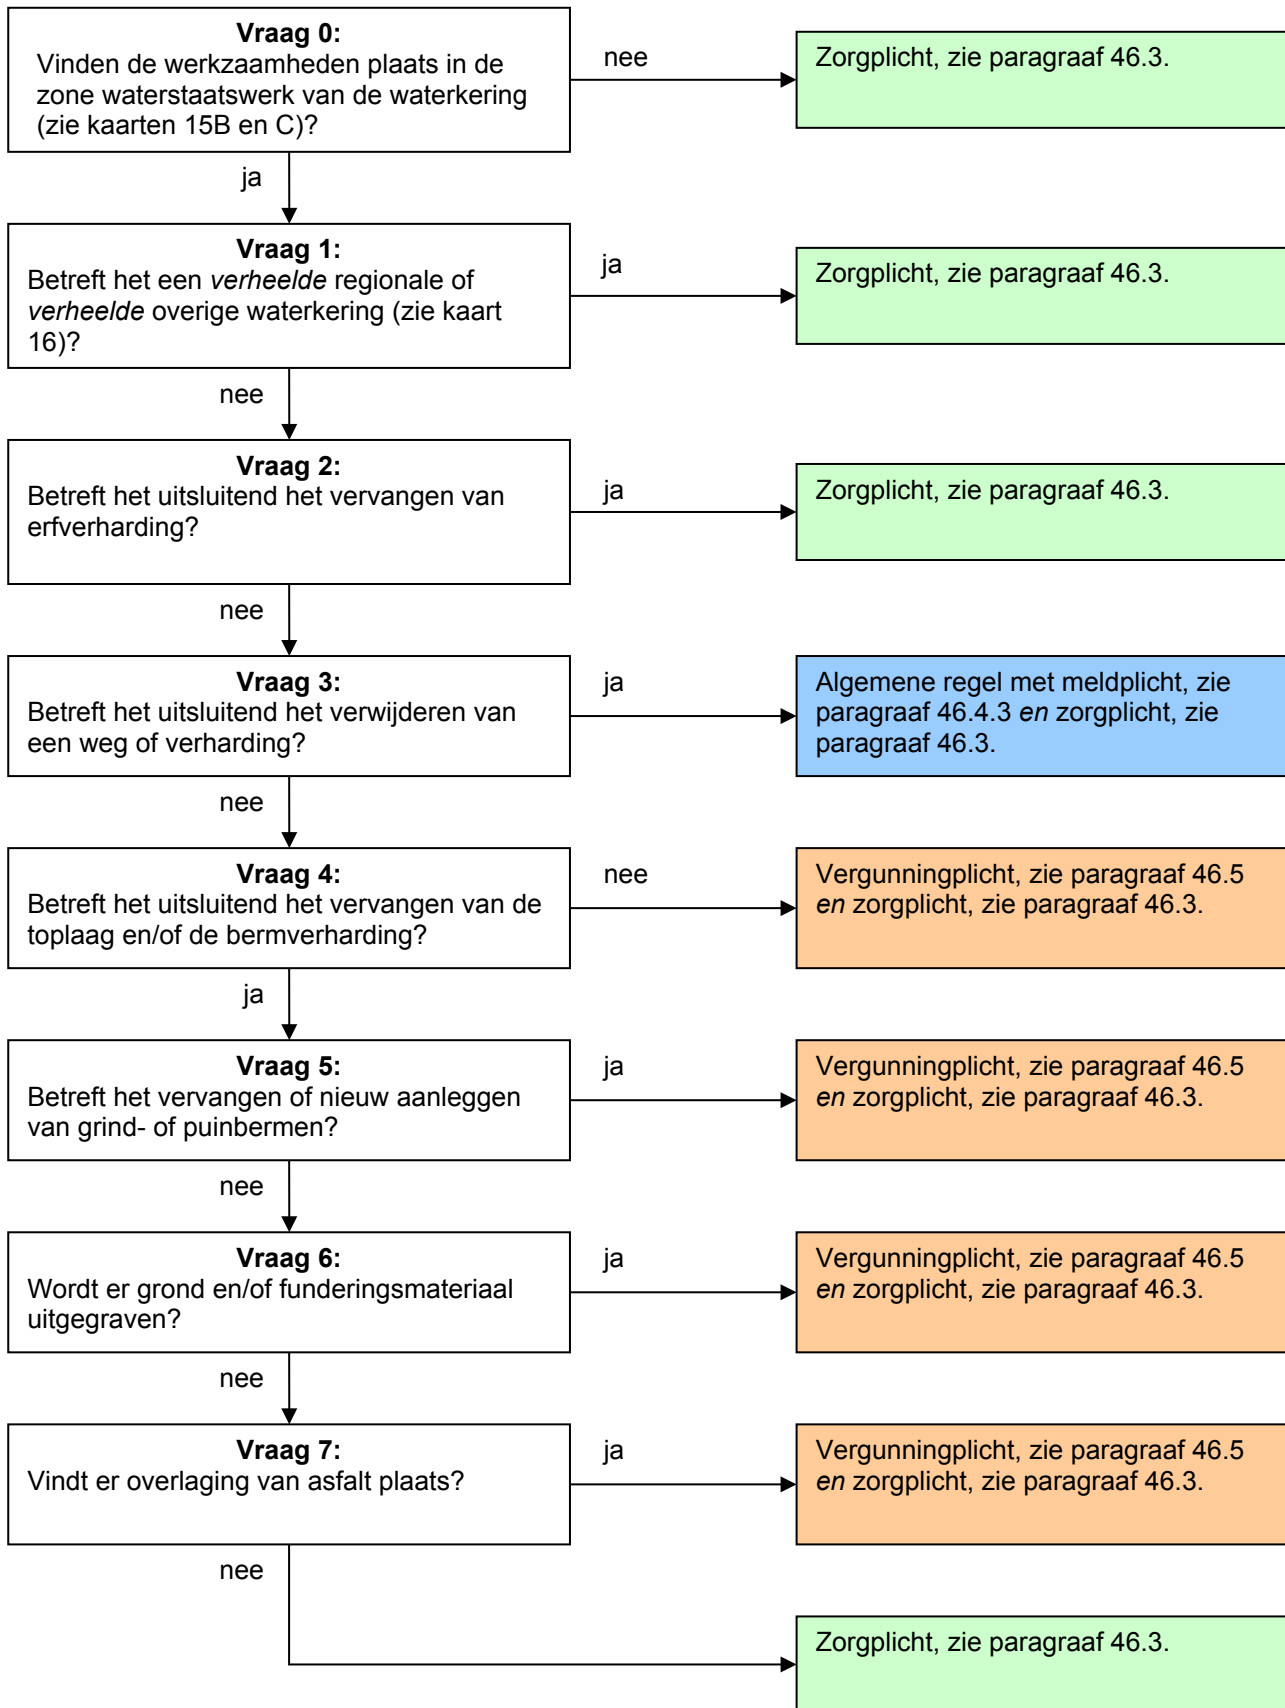 Vraag 0:
Vinden de werkzaamheden plaats in de
zone waterstaatswerk van de waterkering
(zie kaarten 15B en C)?
nee
Zorgplicht, zie paragraaf 46.3.
ja
Vraag 1:
Betreft het een verheelde regionale of
verheelde overige waterkering (zie kaart
16)?
ja
Zorgplicht, zie paragraaf 46.3.
nee
Vraag 2:
Betreft het uitsluitend het vervangen van
erfverharding?
ja
Zorgplicht, zie paragraaf 46.3.
nee
Vraag 3:
Betreft het uitsluitend het verwijderen van
een weg of verharding?
ja
Algemene regel met meldplicht, zie
paragraaf 46.4.3 en zorgplicht, zie
paragraaf 46.3.
nee
Vraag 4:
Betreft het uitsluitend het vervangen van de
toplaag en/of de bermverharding?
nee
Vergunningplicht, zie paragraaf 46.5
en zorgplicht, zie paragraaf 46.3.
ja
Vraag 5:
Betreft het vervangen of nieuw aanleggen
van grind- of puinbermen?
ja
Vergunningplicht, zie paragraaf 46.5
en zorgplicht, zie paragraaf 46.3.
nee
Vraag 6:
Wordt er grond en/of funderingsmateriaal
uitgegraven?
ja
Vergunningplicht, zie paragraaf 46.5
en zorgplicht, zie paragraaf 46.3.
nee
Vraag 7:
Vindt er overlaging van asfalt plaats?
ja
Vergunningplicht, zie paragraaf 46.5
en zorgplicht, zie paragraaf 46.3.
nee
Zorgplicht, zie paragraaf 46.3.